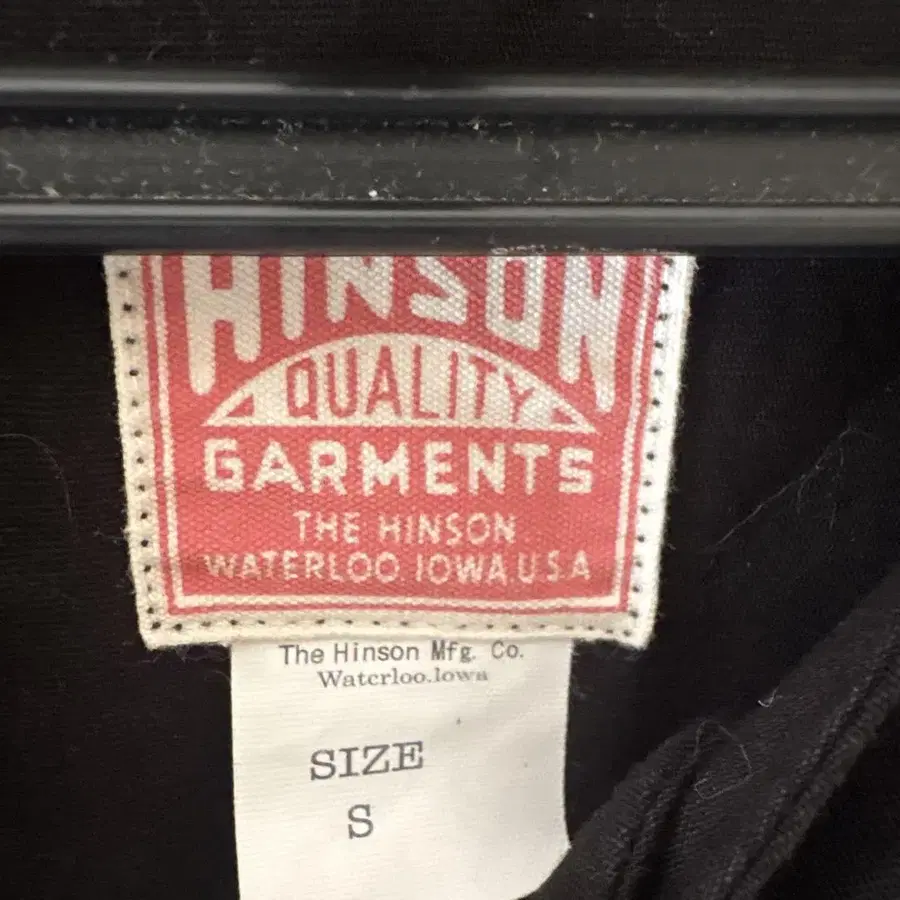 HINSON
QUALITY
GARMENTS
THE HINSON
WATERLOO IOWA,U.S.A
The Hinson Mfg. Co.
Waterloo.Iowa
SIZE
S